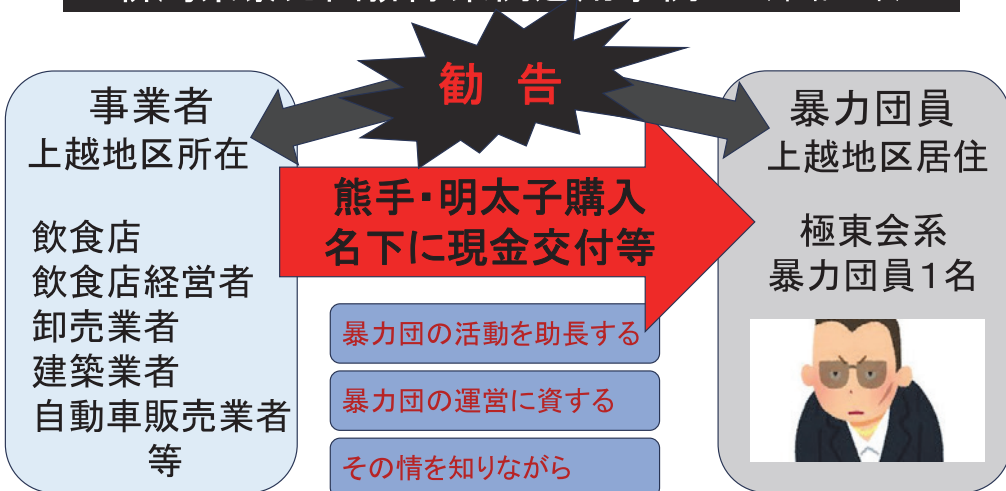 勧 告
事業者
上越地区所在
飲食店
飲食店経営者
卸売業者
建築業者
自動車販売業者
等
熊手・明太子購入
名下に現金交付等
暴力団の活動を助長する
暴力団の運営に資する
その情を知りながら
暴力団員
上越地区居住
極東会系
暴力団員1名